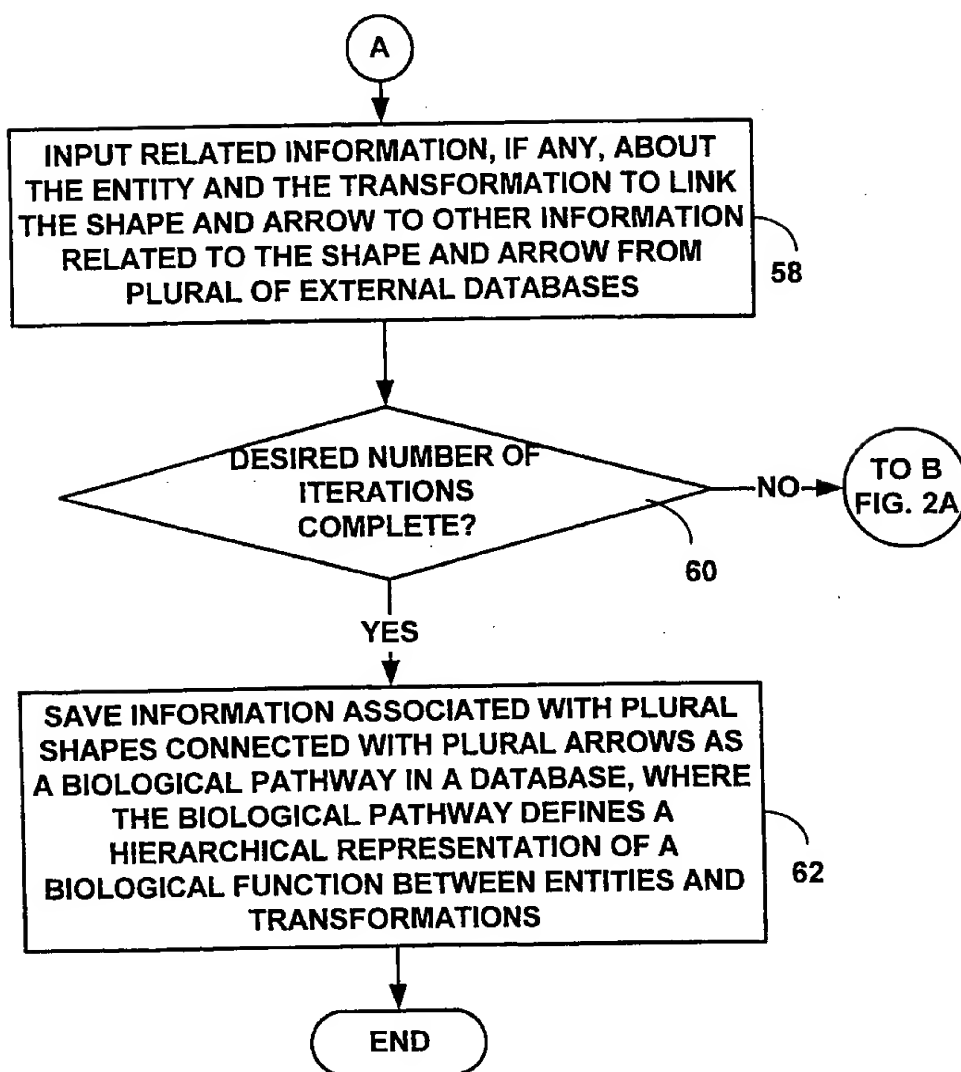 A
INPUT RELATED INFORMATION, IF ANY, ABOUT
THE ENTITY AND THE TRANSFORMATION TO LINK
THE SHAPE AND ARROW TO OTHER INFORMATION
RELATED TO THE SHAPE AND ARROW FROM
PLURAL OF EXTERNAL DATABASES
58
DESIRED NUMBER OF
ITERATIONS
COMPLETE?
NO
TO B
FIG. 2A
60
YES
SAVE INFORMATION ASSOCIATED WITH PLURAL
SHAPES CONNECTED WITH PLURAL ARROWS AS
A BIOLOGICAL PATHWAY IN A DATABASE, WHERE
THE BIOLOGICAL PATHWAY DEFINES A
HIERARCHICAL REPRESENTATION OF A
BIOLOGICAL FUNCTION BETWEEN ENTITIES AND
TRANSFORMATIONS
62
END